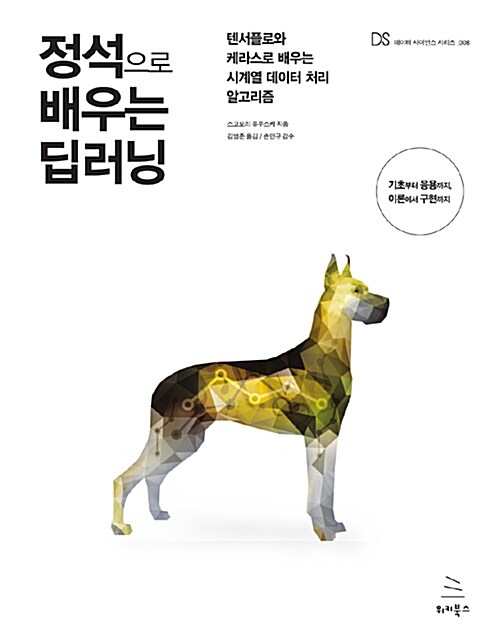 정석으로
배우는
딥러닝
텐서플로와
케라스로 배우는
시계열 데이터 처리
알고리즘
스고모리 유우스케 지음
김범준 옮김 / 손민규 감수
DS 데이터 사이언스 시리즈_008
기초부터 응용까지,
이론에서 구현까지
위키북스